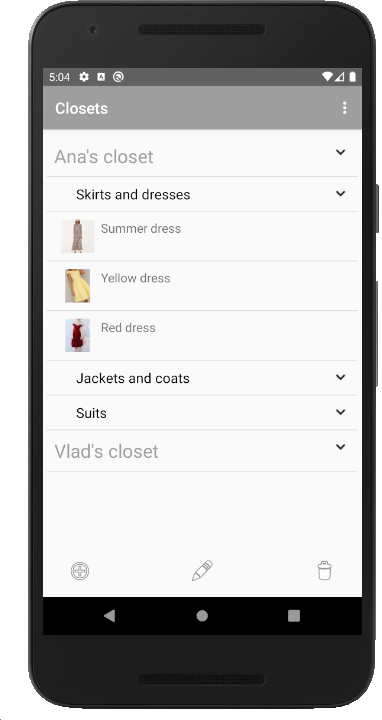 5:04
Closets
Ana's closet
Skirts and dresses
Summer dress
Yellow dress
Red dress
Jackets and coats
Suits
Vlad's closet